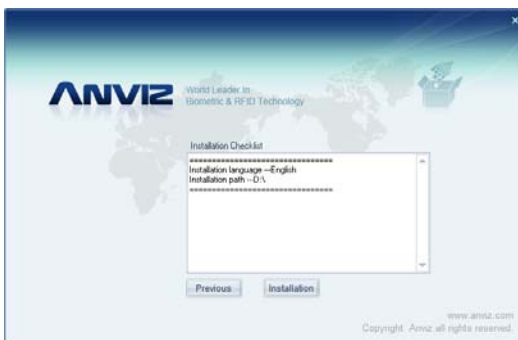 ×
ANVIZ
World Leader In
Biometric & RFID Technology
Installation Checklist
================================
Installation language --English
Installation path --D:\
================================
Previous
Installation
www.anviz.com
Copyright Anviz all rights reserved.